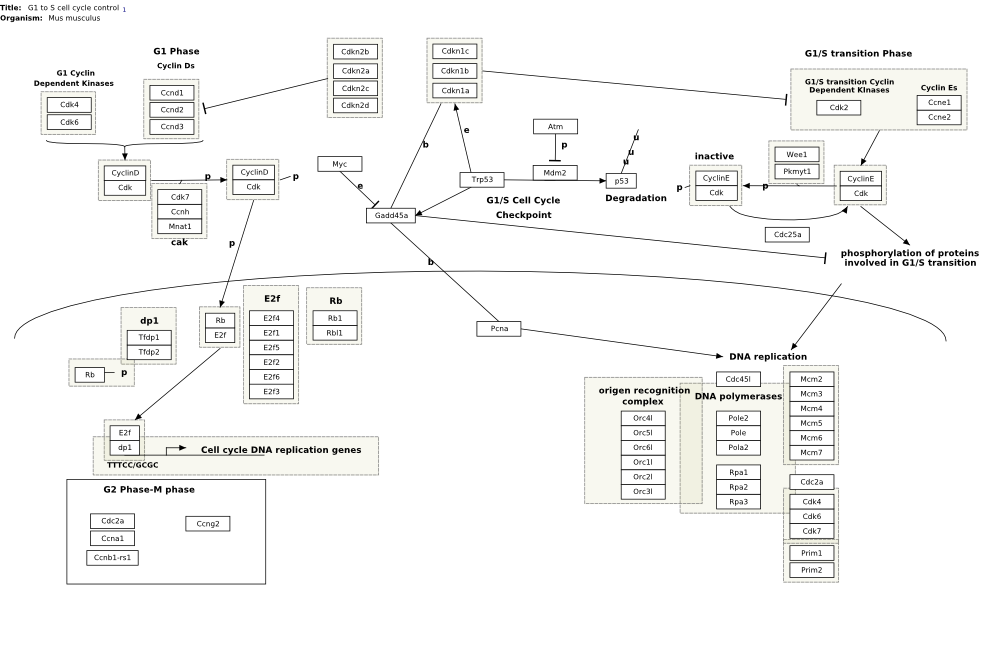 Title: G1 to S cell cycle control 1
Organism: Mus musculus
G1 Phase
Cyclin Ds
G1 Cyclin
Dependent Kinases
Cdk4
Cdk6
Ccnd1
Ccnd2
Ccnd3
Cdkn2b
Cdkn2a
Cdkn2c
Cdkn2d
Cdkn1c
Cdkn1b
Cdkn1a
G1/S transition Phase
G1/S transition Cyclin
Dependent KInases
Cdk2
Cyclin Es
Ccne1
Ccne2
CyclinD
Cdk
p
CyclinD
Cdk
p
Cdk7
Ccnh
Mnat1
cak
p
Myc
e
b
e
Gadd45a
Trp53
Atm
p
Mdm2
u
u
u
p53
Degradation
G1/S Cell Cycle
Checkpoint
inactive
CyclinE
Cdk
p
Wee1
Pkmyt1
p
CyclinE
Cdk
Cdc25a
phosphorylation of proteins
involved in G1/S transition
b
Pcna
DNA replication
dp1
Tfdp1
Tfdp2
Rb
p
Rb
E2f
E2f
E2f4
E2f1
E2f5
E2f2
E2f6
E2f3
Rb
Rb1
Rbl1
E2f
dp1
TTTCC/GCGC
Cell cycle DNA replication genes
G2 Phase-M phase
Cdc2a
Ccna1
Ccnb1-rs1
Ccng2
origen recognition
complex
Orc4l
Orc5l
Orc6l
Orc1l
Orc2l
Orc3l
Cdc45l
DNA polymerases
Pole2
Pole
Pola2
Rpa1
Rpa2
Rpa3
Mcm2
Mcm3
Mcm4
Mcm5
Mcm6
Mcm7
Cdc2a
Cdk4
Cdk6
Cdk7
Prim1
Prim2